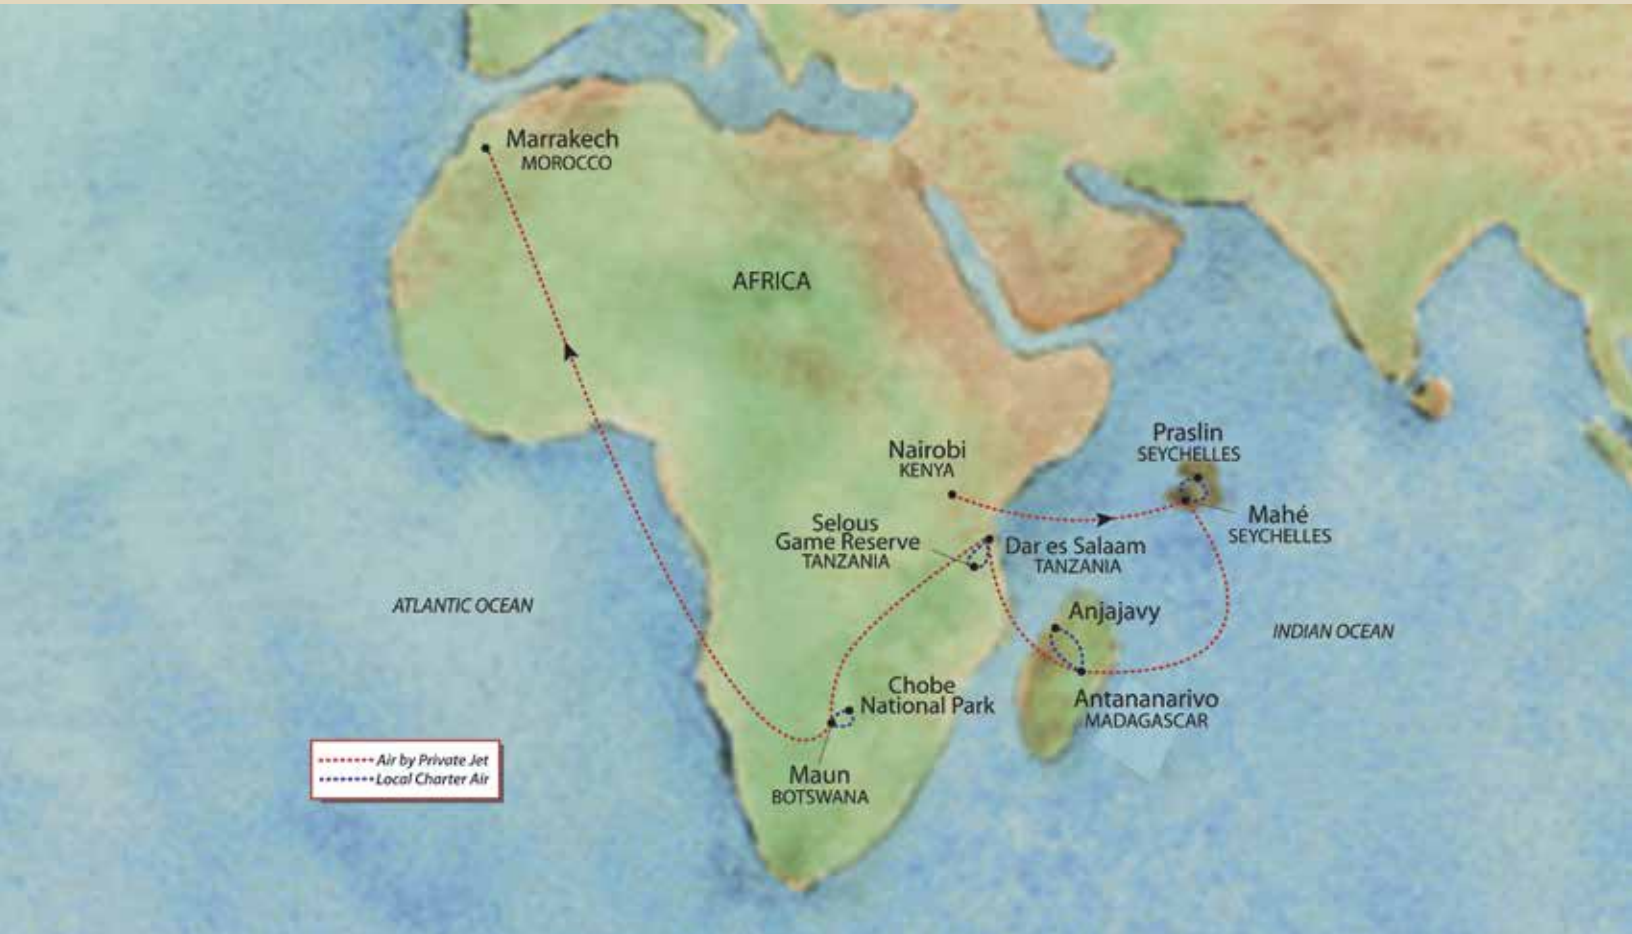 Marrakech
MOROCCO
AFRICA
Nairobi
KENYA
Praslin
SEYCHELLES
Mahé
SEYCHELLES
Selous
Game Reserve
TANZANIA
Dar es Salaam
TANZANIA
ATLANTIC OCEAN
Anjajavy
INDIAN OCEAN
Chobe
National Park
Antananarivo
MADAGASCAR
Maun
BOTSWANA
Air by Private Jet
Local Charter Air